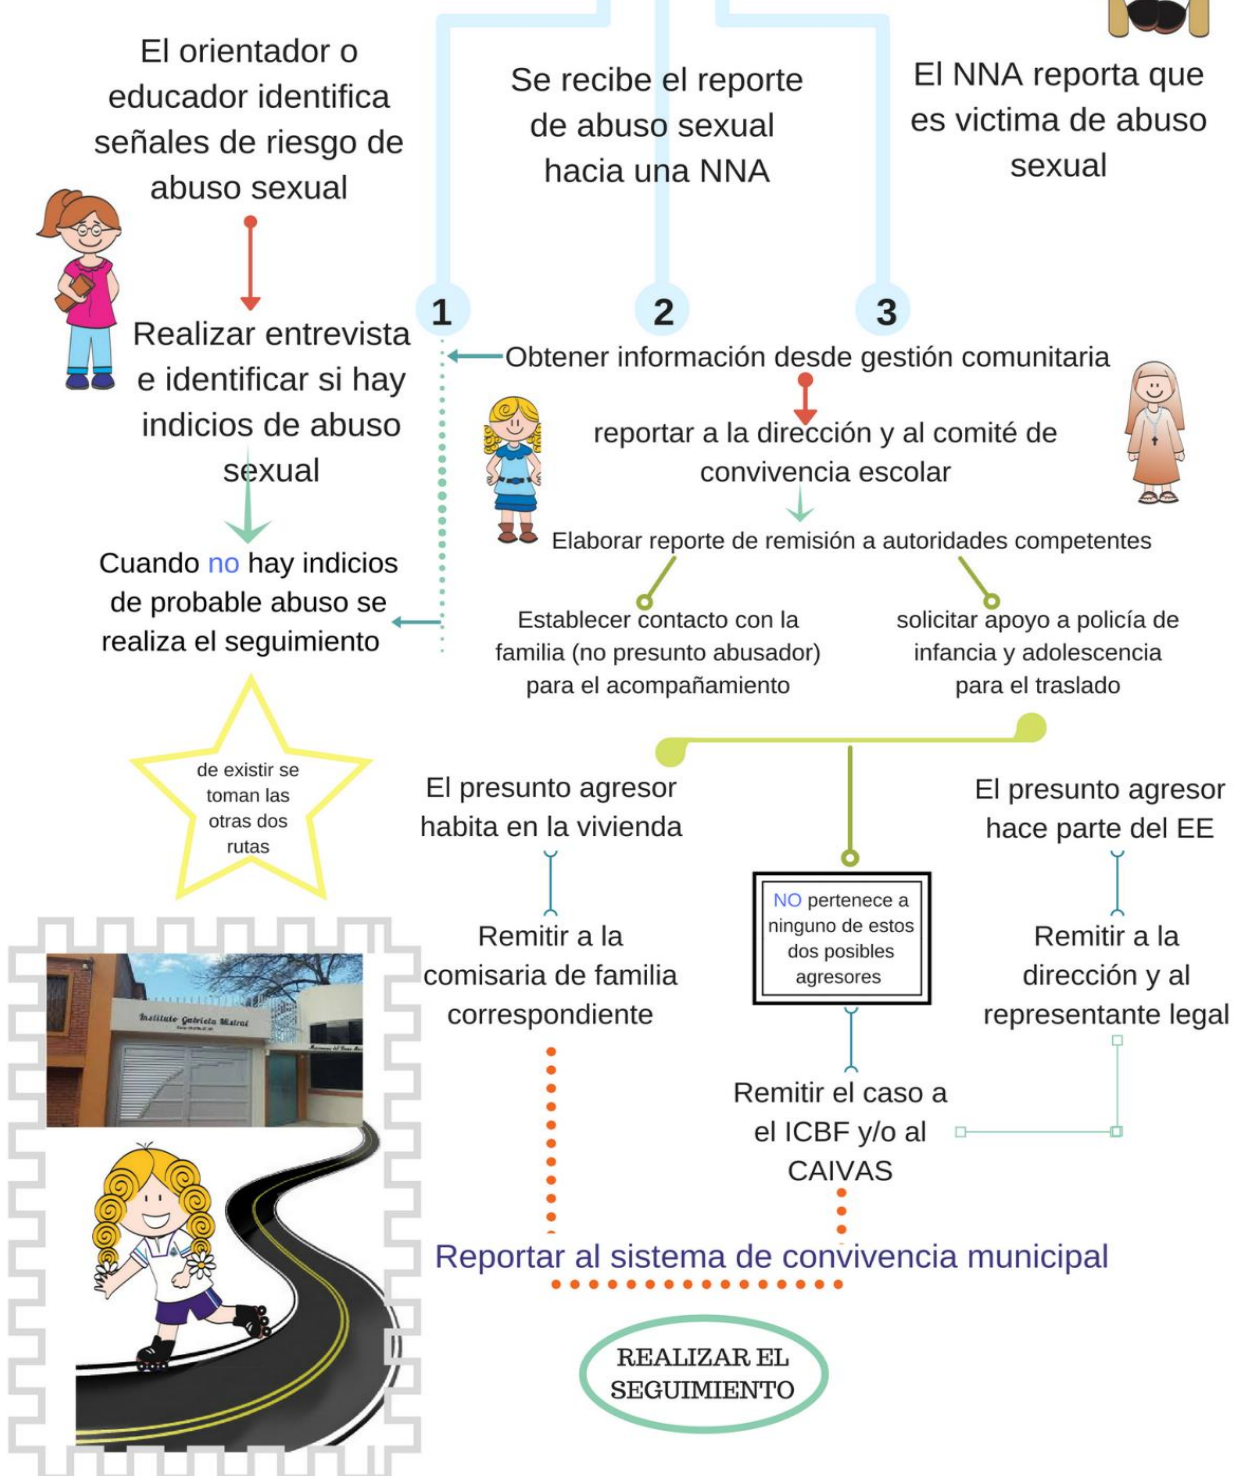 El orientador o
educador identifica
señales de riesgo de
abuso sexual
Se recibe el reporte
de abuso sexual
hacia una NNA
El NNA reporta que
es victima de abuso
sexual
1
2
3
Realizar entrevista
e identificar si hay
indicios de abuso
sexual
Cuando no hay indicios
de probable abuso se
realiza el seguimiento
de existir se
toman las
otras dos
rutas
Obtener información desde gestión comunitaria
reportar a la dirección y al comité de
convivencia escolar
Elaborar reporte de remisión a autoridades competentes
Establecer contacto con la
familia (no presunto abusador)
para el acompañamiento
solicitar apoyo a policía de
infancia y adolescencia
para el traslado
El presunto agresor
habita en la vivienda
Remitir a la
comisaria de familia
correspondiente
NO pertenece a
ninguno de estos
dos posibles
agresores
Remitir el caso a
el ICBF y/o al
CAIVAS
El presunto agresor
hace parte del EE
Remitir a la
dirección y al
representante legal
Instituto Gabriela Mistral
Reportar al sistema de convivencia municipal
REALIZAR EL
SEGUIMIENTO